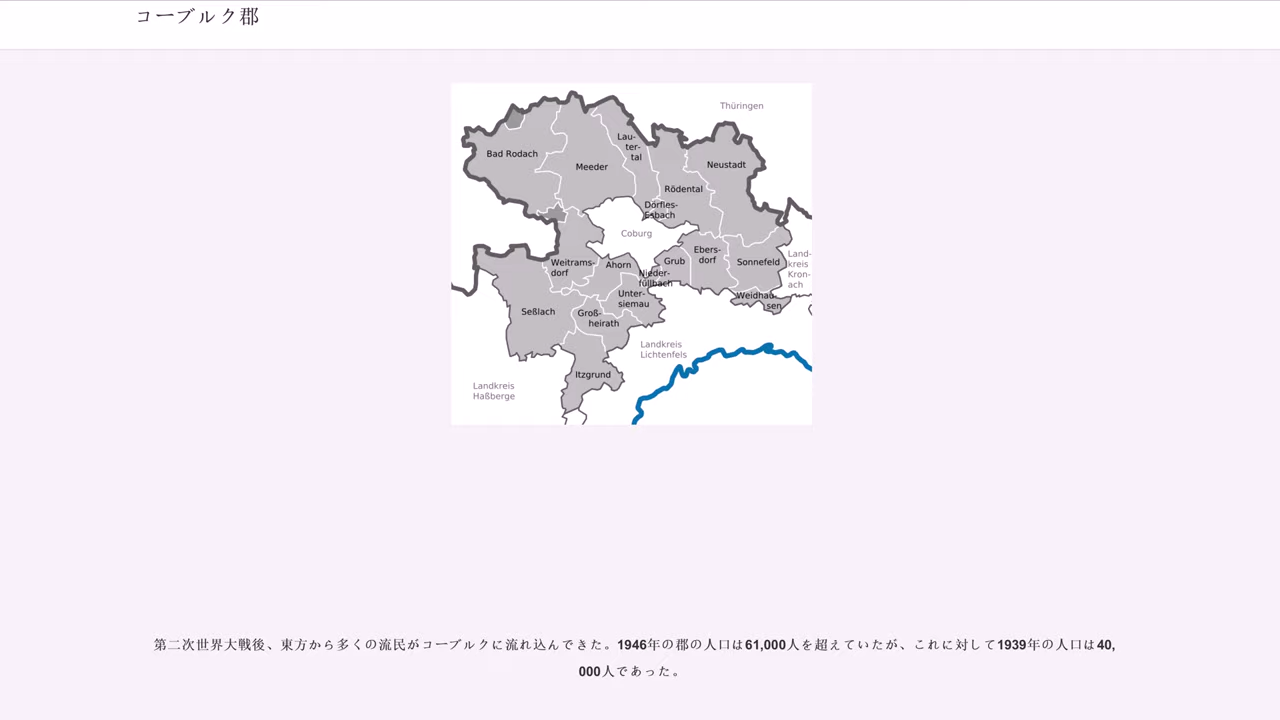 コーブルク郡
Thüringen
Lau-
ter-
tal
Bad Rodach
Meeder
Neustadt
Rödental
Dörfles-
Esbach
Coburg
Ebers-
dorf
Weitrams-
dorf
Ahorn
Grub
Sonnefeld
Land-
kreis
Kron-
ach
Nieder-
füllbach
Unter-
siemau
Weidhau-
sen
Seßlach
Groß-
heirath
Landkreis
Lichtenfels
Itzgrund
Landkreis
Haßberge
第二次世界大戦後、東方から多くの流民がコーブルクに流れ込んできた。1946年の郡の人口は61,000人を超えていたが、これに対して1939年の人口は40,
000人であった。